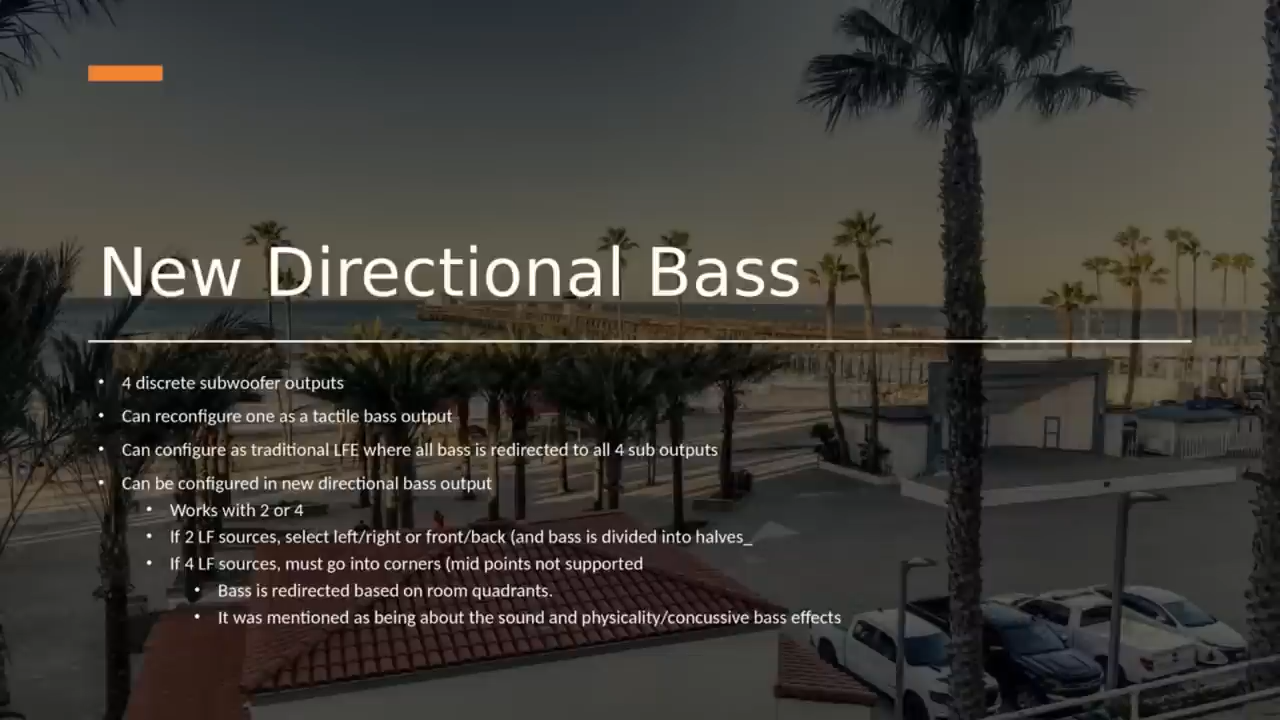 New Directional Bass
• 4 discrete subwoofer outputs
• Can reconfigure one as a tactile bass output
• Can configure as traditional LFE where all bass is redirected to all 4 sub outputs
• Can be configured in new directional bass output
• Works with 2 or 4
• If 2 LF sources, select left/right or front/back (and bass is divided into halves_
• If 4 LF sources, must go into corners (mid points not supported
• Bass is redirected based on room quadrants.
• It was mentioned as being about the sound and physicality/concussive bass effects